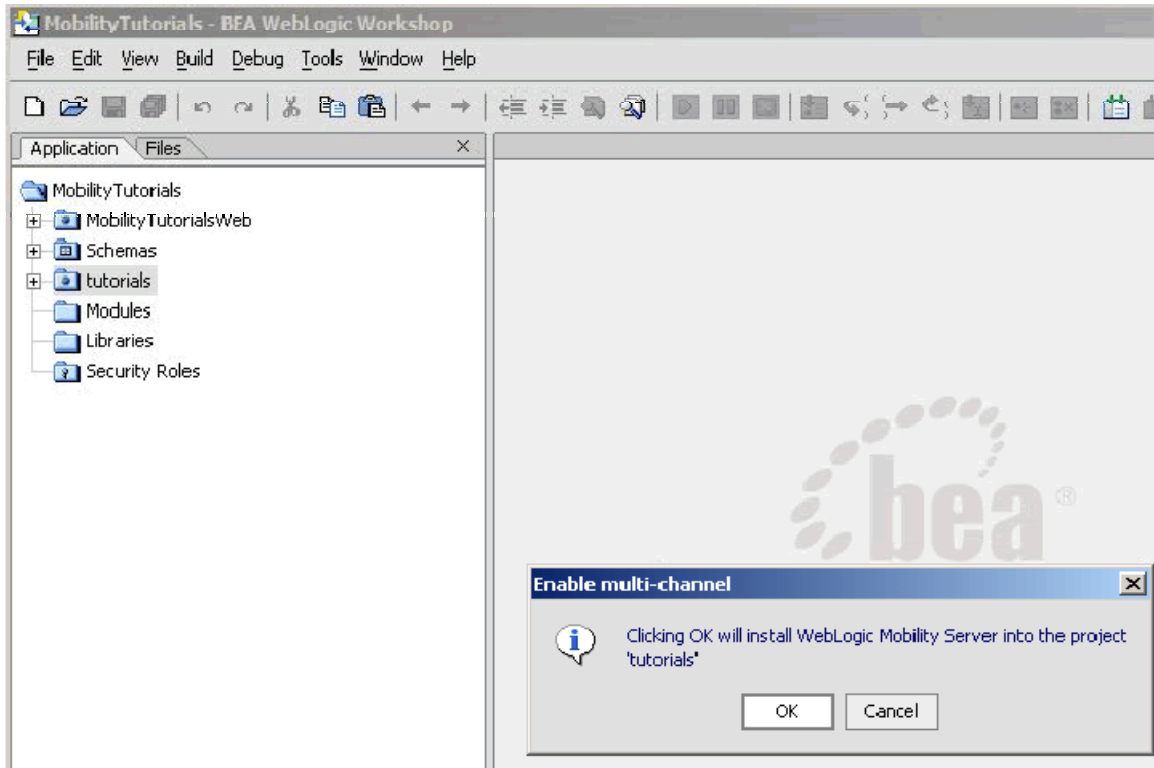 MobilityTutorials - BEA WebLogic Workshop
File Edit View Build Debug Tools Window Help
Application Files
MobilityTutorials
MobilityTutorialsWeb
Schemas
tutorials
Modules
Libraries
Security Roles
bea®
Enable multi-channel
Clicking OK will install WebLogic Mobility Server into the project
'tutorials'
OK Cancel